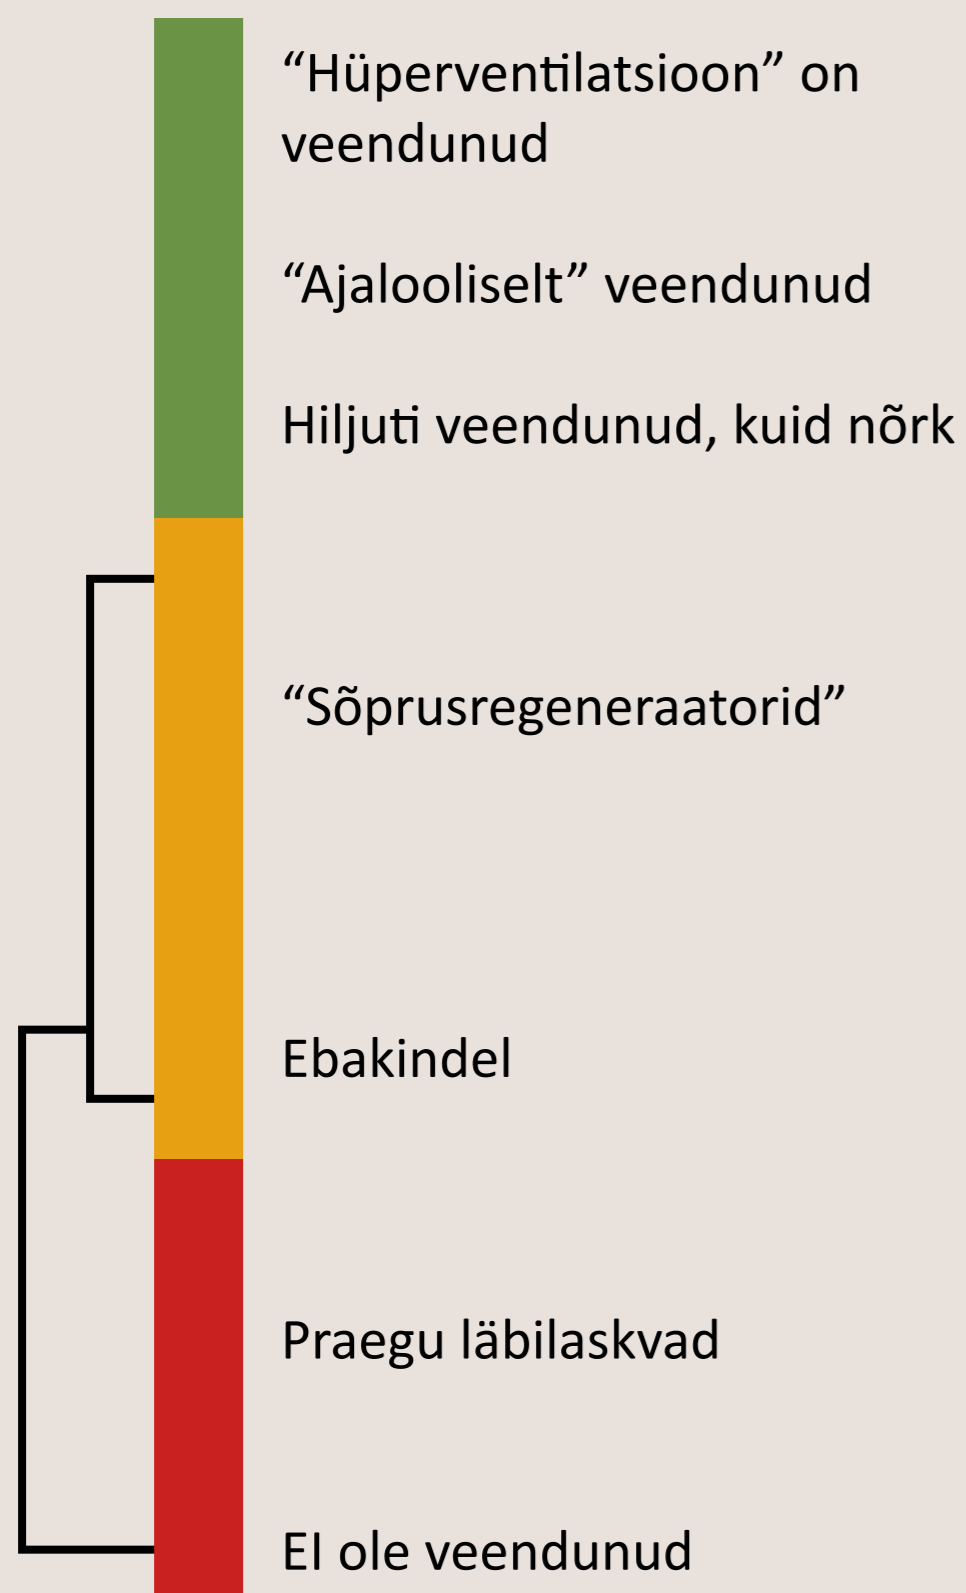 “Hüperventilatsioon” on
veendunud
“Ajalooliselt” veendunud
Hiljuti veendunud, kuid nõrk
“Sõprusregeneraatorid”
Ebakindel
Praegu läbilaskvad
EI ole veendunud